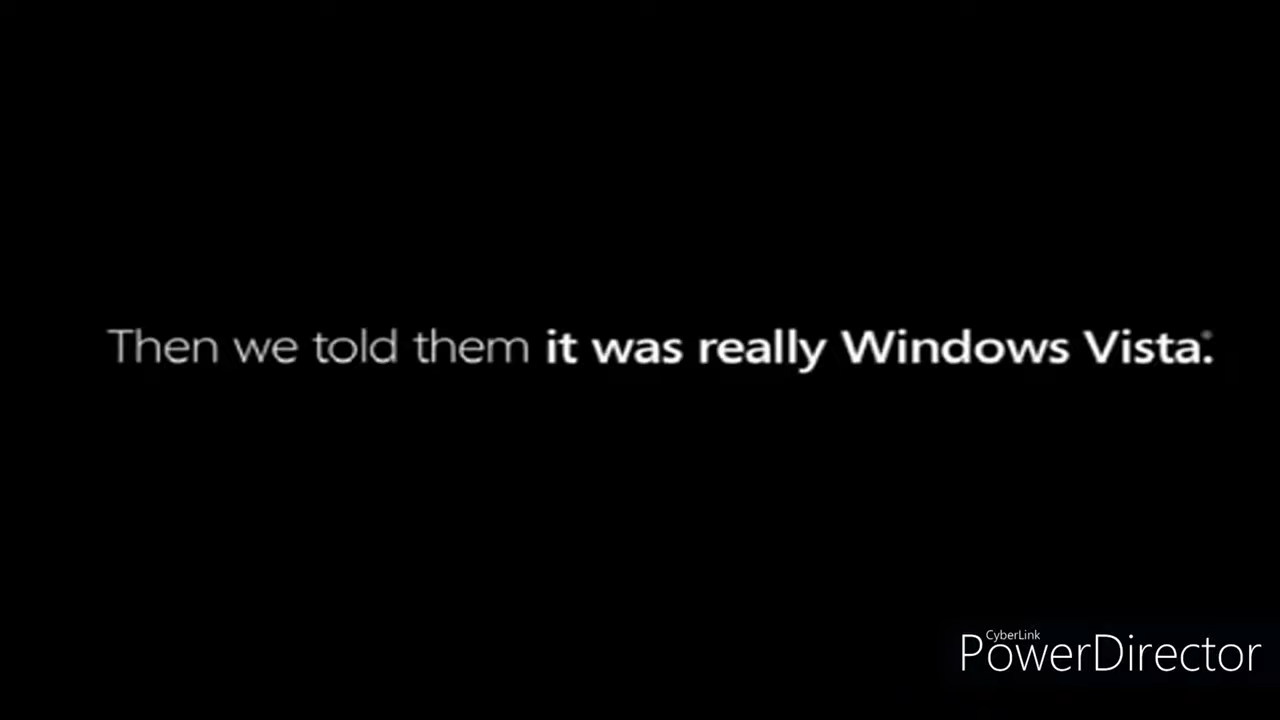 Then we told them it was really Windows Vista.®
CyberLink
PowerDirector